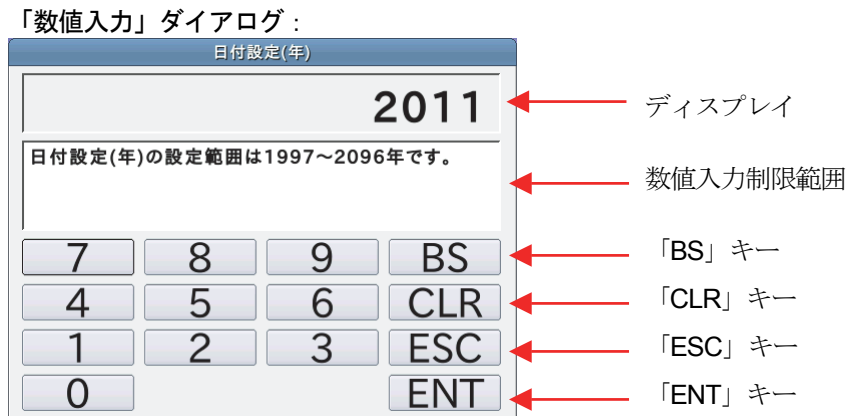 「数値入力」ダイアログ：
日付設定(年)
2011
ディスプレイ
日付設定(年)の設定範囲は1997～2096年です。
数値入力制限範囲
7 8 9 BS
「BS」キー
4 5 6 CLR
「CLR」キー
1 2 3 ESC
「ESC」キー
0 ENT
「ENT」キー